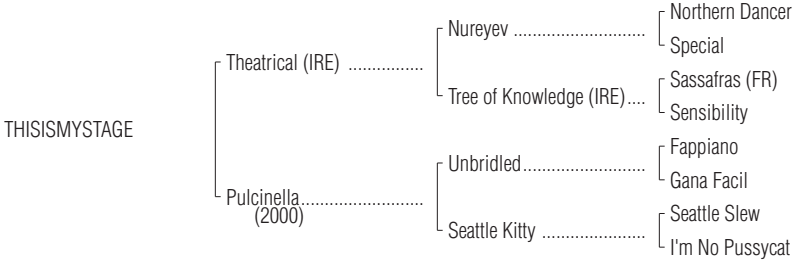 Northern Dancer
Nureyev ............................
Special
Theatrical (IRE) ................
Sassafras (FR)
Tree of Knowledge (IRE)....
Sensibility
THISISMYSTAGE
Fappiano
Unbridled..........................
Gana Facil
Pulcinella..........................
(2000)
Seattle Slew
Seattle Kitty ......................
I'm No Pussycat